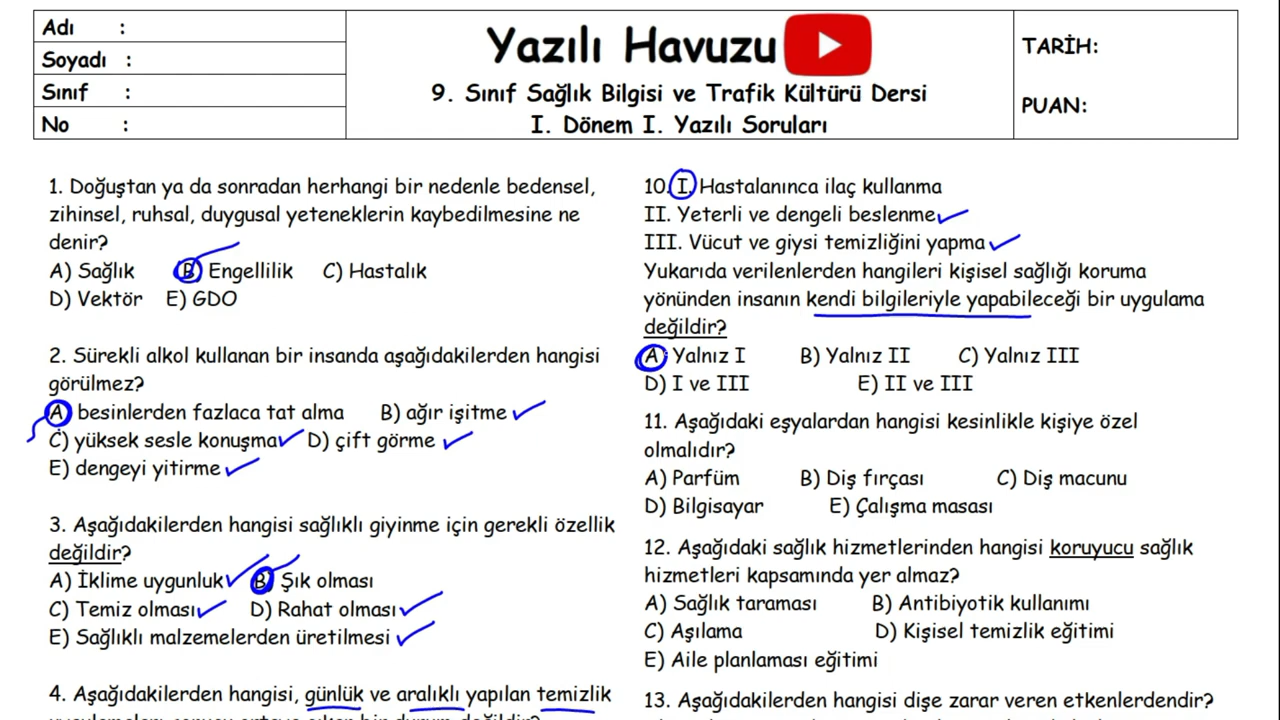 Adı :
Soyadı :
Sınıf :
No :
Yazılı Havuzu
9. Sınıf Sağlık Bilgisi ve Trafik Kültürü Dersi
I. Dönem I. Yazılı Soruları
TARİH:
PUAN:
1. Doğuştan ya da sonradan herhangi bir nedenle bedensel,
zihinsel, ruhsal, duygusal yeteneklerin kaybedilmesine ne
denir?
A) Sağlık B) Engellilik C) Hastalık
D) Vektör E) GDO
2. Sürekli alkol kullanan bir insanda aşağıdakilerden hangisi
görülmez?
A) besinlerden fazlaca tat alma B) ağır işitme
C) yüksek sesle konuşma D) çift görme
E) dengeyi yitirme
3. Aşağıdakilerden hangisi sağlıklı giyinme için gerekli özellik
değildir?
A) İklime uygunluk B) Şık olması
C) Temiz olması D) Rahat olması
E) Sağlıklı malzemelerden üretilmesi
4. Aşağıdakilerden hangisi, günlük ve aralıklı yapılan temizlik
10. I. Hastalanınca ilaç kullanma
II. Yeterli ve dengeli beslenme
III. Vücut ve giysi temizliğini yapma
Yukarıda verilenlerden hangileri kişisel sağlığı koruma
yönünden insanın kendi bilgileriyle yapabileceği bir uygulama
değildir?
A) Yalnız I B) Yalnız II C) Yalnız III
D) I ve III E) II ve III
11. Aşağıdaki eşyalardan hangisi kesinlikle kişiye özel
olmalıdır?
A) Parfüm B) Diş fırçası C) Diş macunu
D) Bilgisayar E) Çalışma masası
12. Aşağıdaki sağlık hizmetlerinden hangisi koruyucu sağlık
hizmetleri kapsamında yer almaz?
A) Sağlık taraması B) Antibiyotik kullanımı
C) Aşılama D) Kişisel temizlik eğitimi
E) Aile planlaması eğitimi
13. Aşağıdakilerden hangisi dişe zarar veren etkenlerdendir?